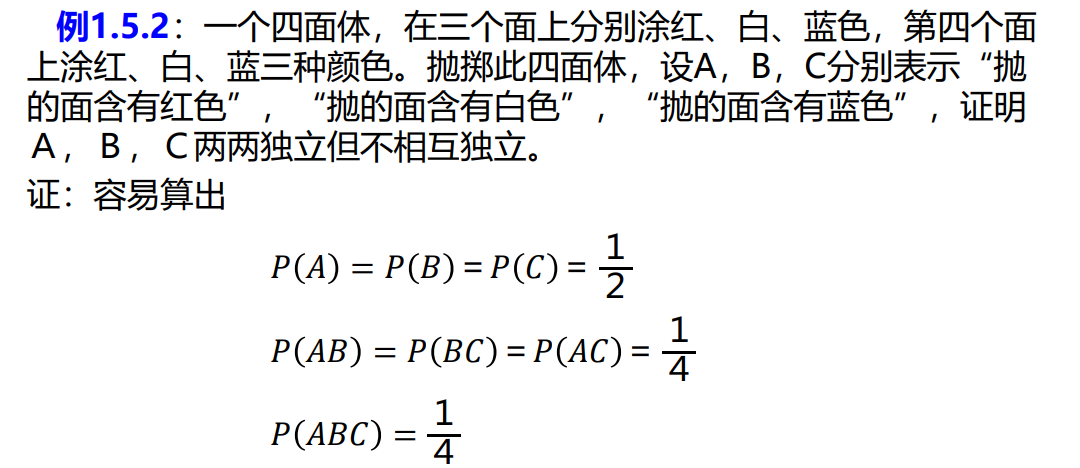 例1.5.2：一个四面体，在三个面上分别涂红、白、蓝色，第四个面
上涂红、白、蓝三种颜色。抛掷此四面体，设A，B，C分别表示“抛
的面含有红色”，“抛的面含有白色”，“抛的面含有蓝色”，证明
A，B，C两两独立但不相互独立。
证：容易算出
P(A) = P(B) = P(C) = 1/2
P(AB) = P(BC) = P(AC) = 1/4
P(ABC) = 1/4